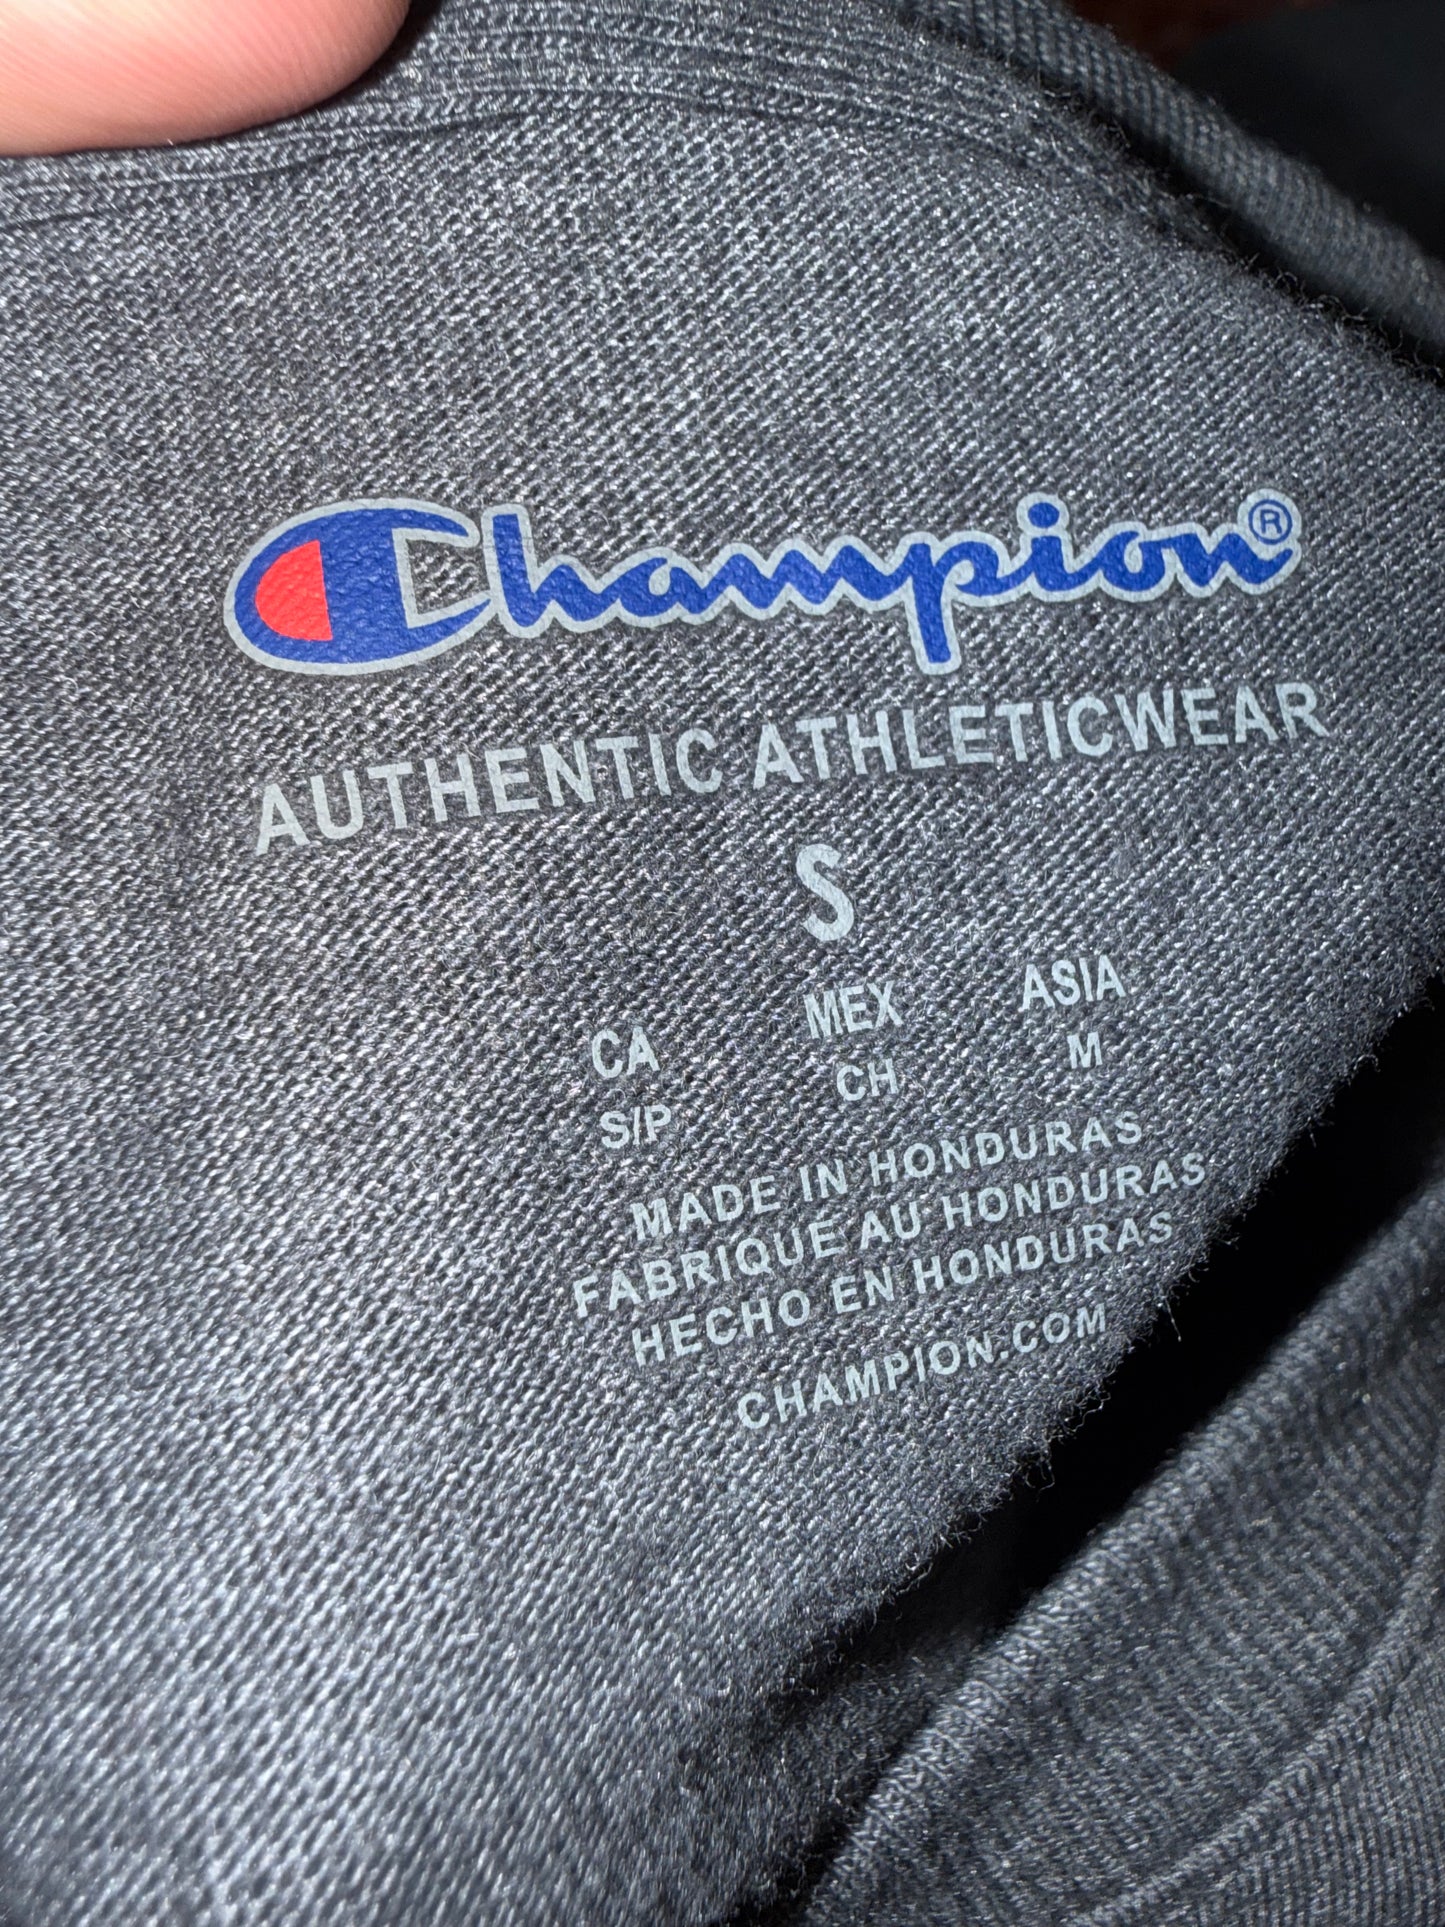 Champion®
AUTHENTIC ATHLETICWEAR
S
CA MEX ASIA
S/P CH M
MADE IN HONDURAS
FABRIQUE AU HONDURAS
HECHO EN HONDURAS
CHAMPION.COM